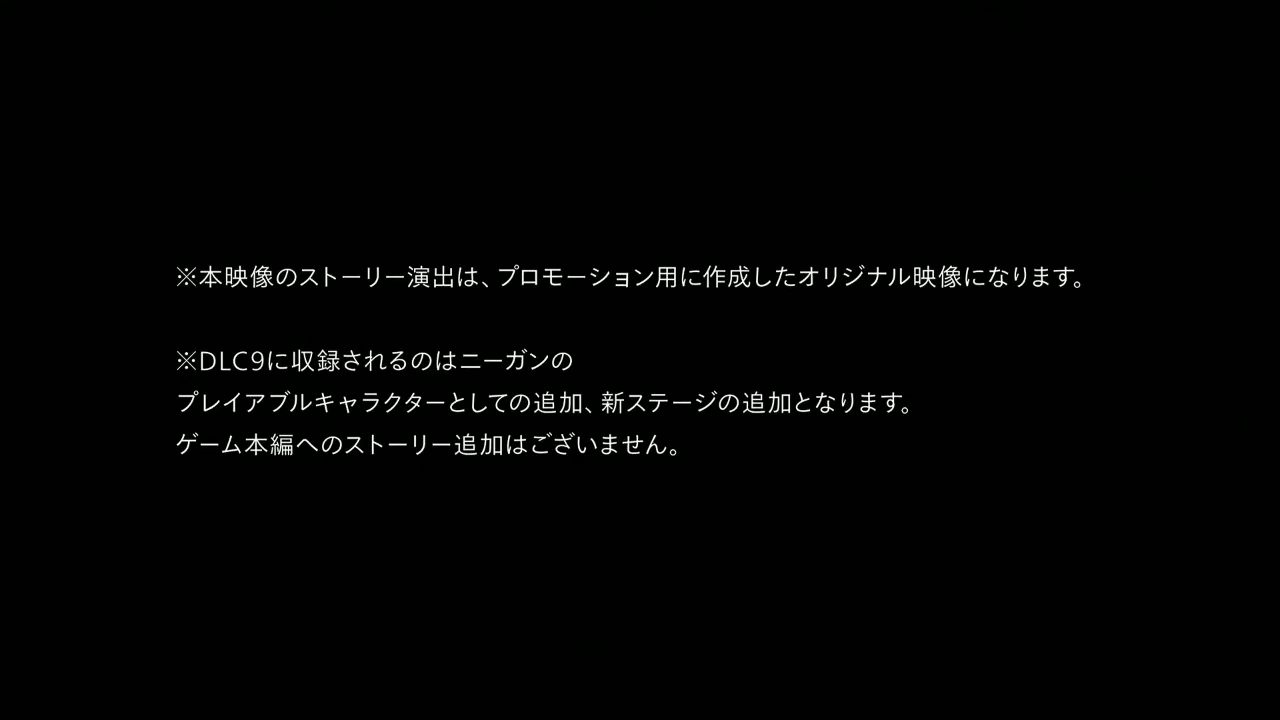 ※本映像のストーリー演出は、プロモーション用に作成したオリジナル映像になります。
※DLC9に収録されるのはニーガンの
プレイアブルキャラクターとしての追加、新ステージの追加となります。
ゲーム本編へのストーリー追加はございません。